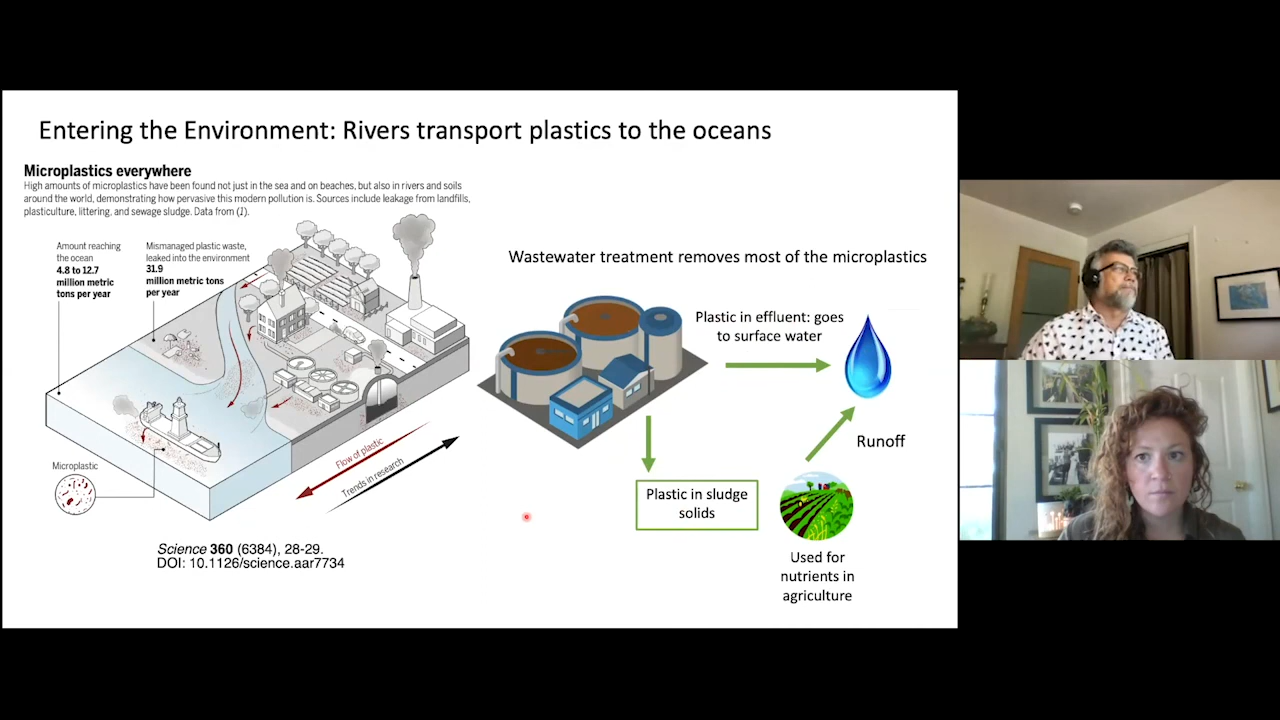 Entering the Environment: Rivers transport plastics to the oceans
Microplastics everywhere
High amounts of microplastics have been found not just in the sea and on beaches, but also in rivers and soils
around the world, demonstrating how pervasive this modern pollution is. Sources include leakage from landfills,
plasticulture, littering, and sewage sludge. Data from (1).
Amount reaching
the ocean
4.8 to 12.7
million metric
tons per year
Mismanaged plastic waste,
leaked into the environment
31.9
million metric tons
per year
Microplastic
Flow of plastic
Trends in research
Science 360 (6384), 28-29.
DOI: 10.1126/science.aar7734
Wastewater treatment removes most of the microplastics
Plastic in effluent: goes
to surface water
Runoff
Plastic in sludge
solids
Used for
nutrients in
agriculture